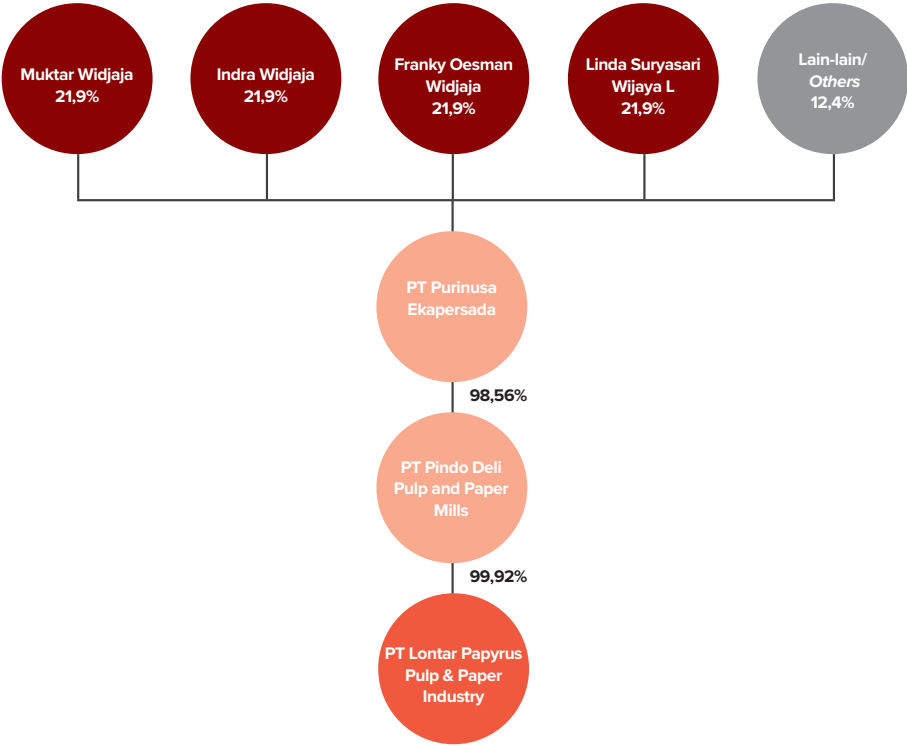 Muktar Widjaja
21,9%
Indra Widjaja
21,9%
Franky Oesman
Widjaja
21,9%
Linda Suryasari
Wijaya L
21,9%
Lain-lain/
Others
12,4%
PT Purinusa
Ekapersada
98,56%
PT Pindo Deli
Pulp and Paper
Mills
99,92%
PT Lontar Papyrus
Pulp & Paper
Industry